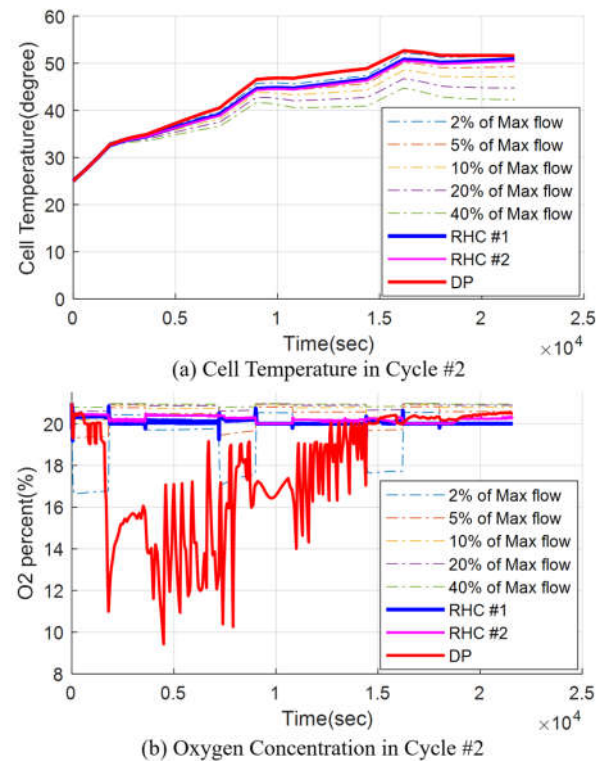 60
50
40
30
20
10
0
Cell Temperature(degree)
2% of Max flow
5% of Max flow
10% of Max flow
20% of Max flow
40% of Max flow
RHC #1
RHC #2
DP
0 0.5 1 1.5 2 2.5
Time(sec) ×10⁴
(a) Cell Temperature in Cycle #2
20
18
16
14
12
10
8
O2 percent(%)
2% of Max flow
5% of Max flow
10% of Max flow
20% of Max flow
40% of Max flow
RHC #1
RHC #2
DP
0 0.5 1 1.5 2 2.5
Time(sec) ×10⁴
(b) Oxygen Concentration in Cycle #2